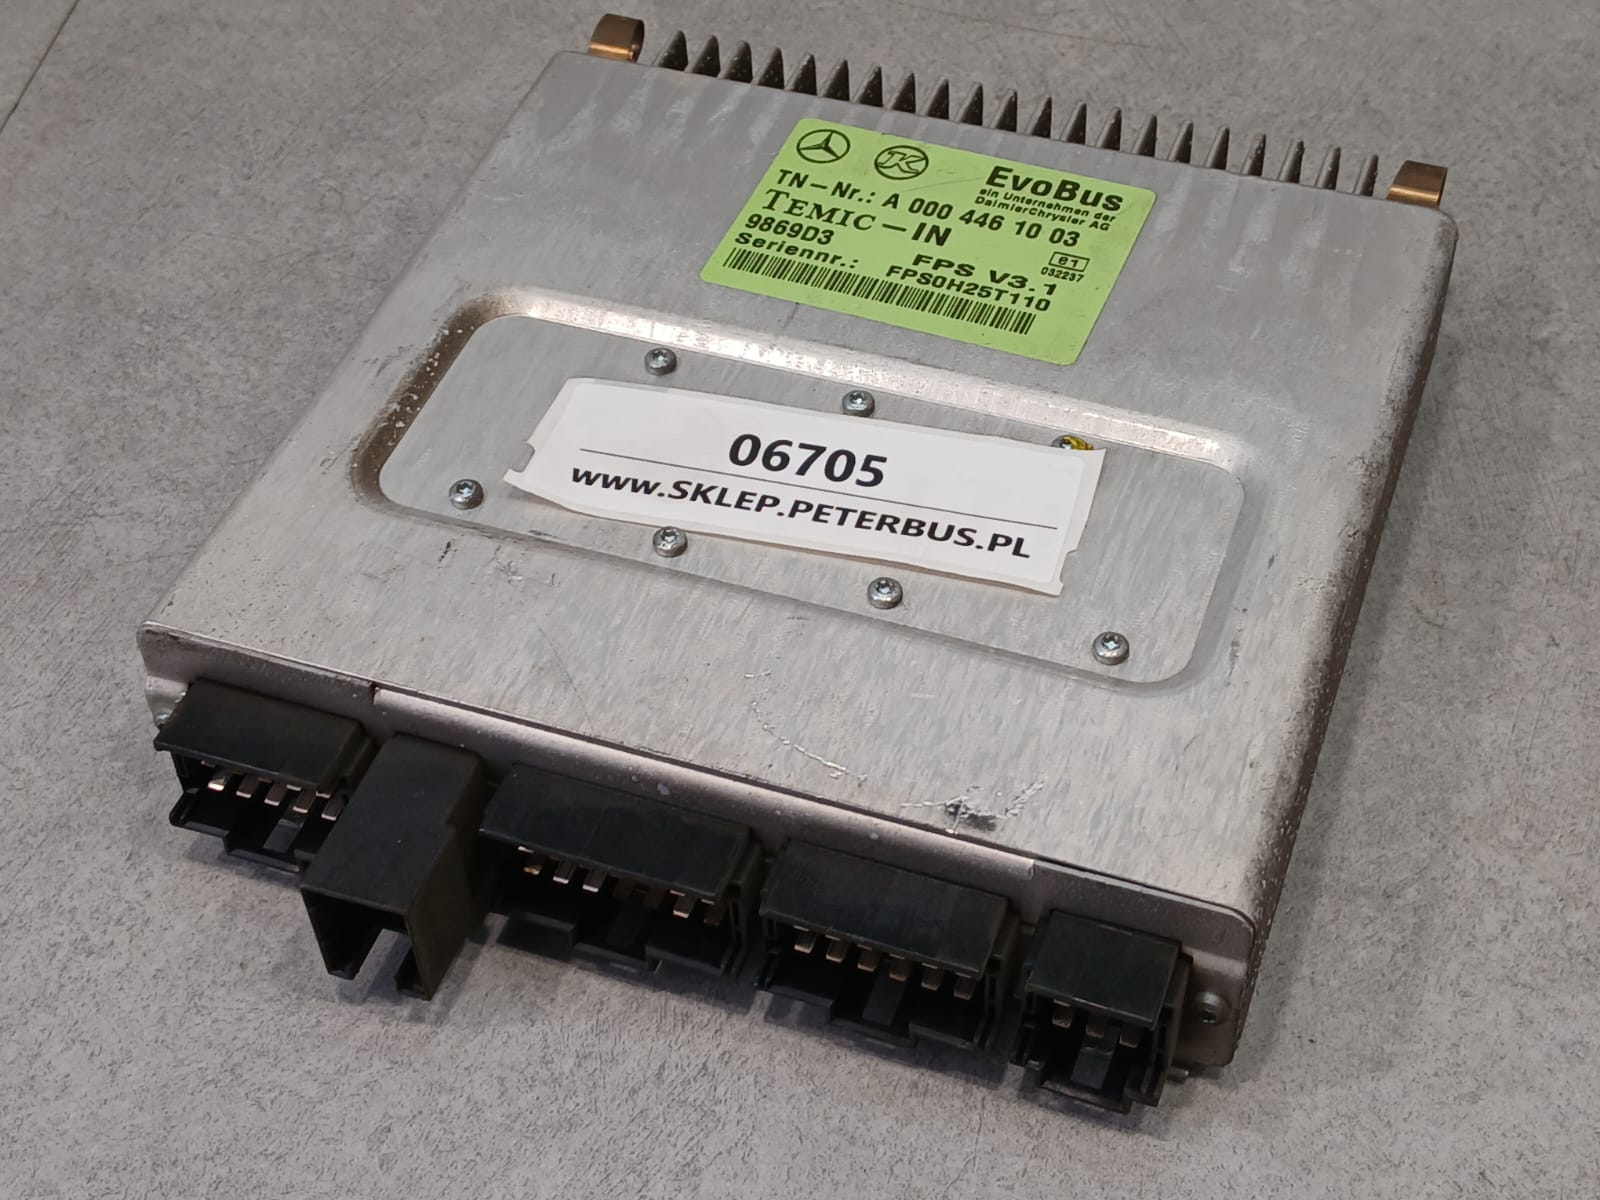 EvoBus
ein Unternehmen der
DaimlerChrysler AG
TN-Nr.: A 000 446 10 03
TEMIC-IN
9869D3 FPS V3.1
e1
032237
Seriennr.: FPS0H25T110
06705
www.SKLEP.PETERBUS.PL